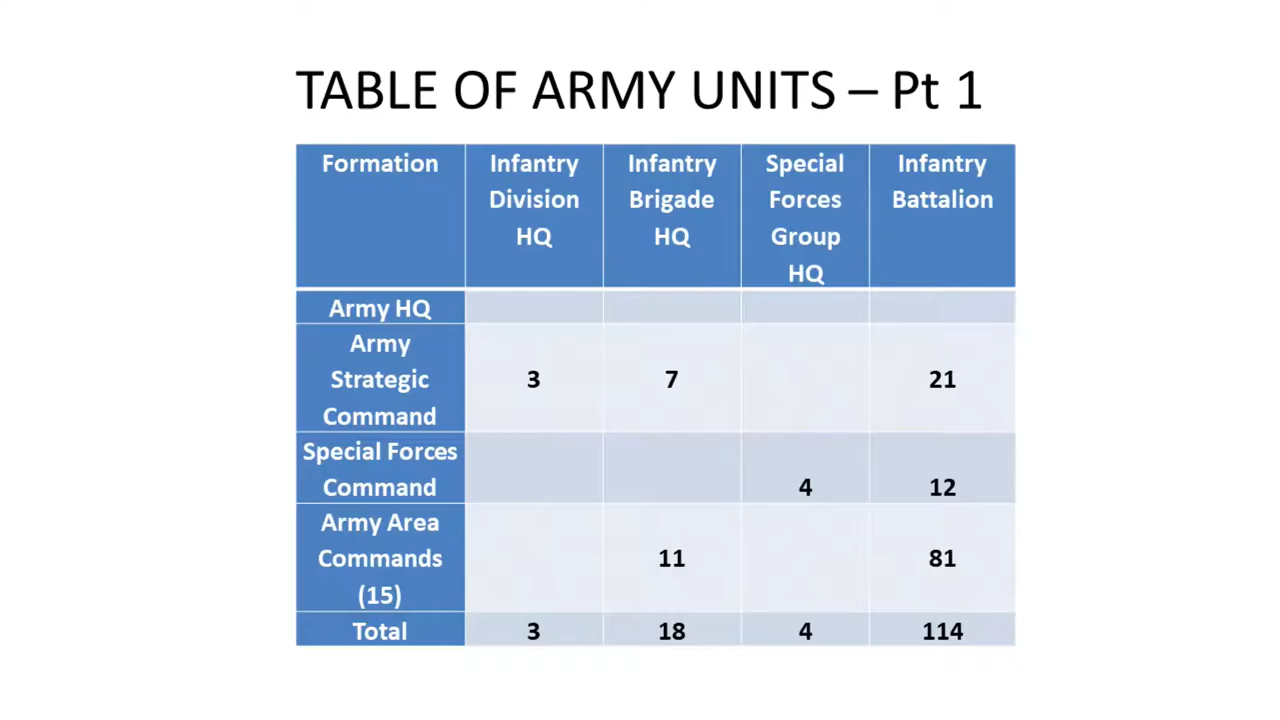 TABLE OF ARMY UNITS – Pt 1
Formation
Infantry
Division
HQ
Infantry
Brigade
HQ
Special
Forces
Group
HQ
Infantry
Battalion
Army HQ
Army
Strategic
Command
3
7
21
Special Forces
Command
4
12
Army Area
Commands
(15)
11
81
Total
3
18
4
114